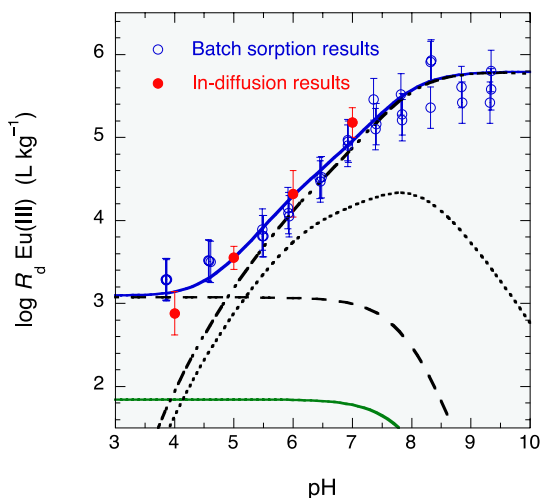 6
5
4
3
2
log R_d Eu(III) (L kg⁻¹)
Batch sorption results
In-diffusion results
3 4 5 6 7 8 9 10
pH